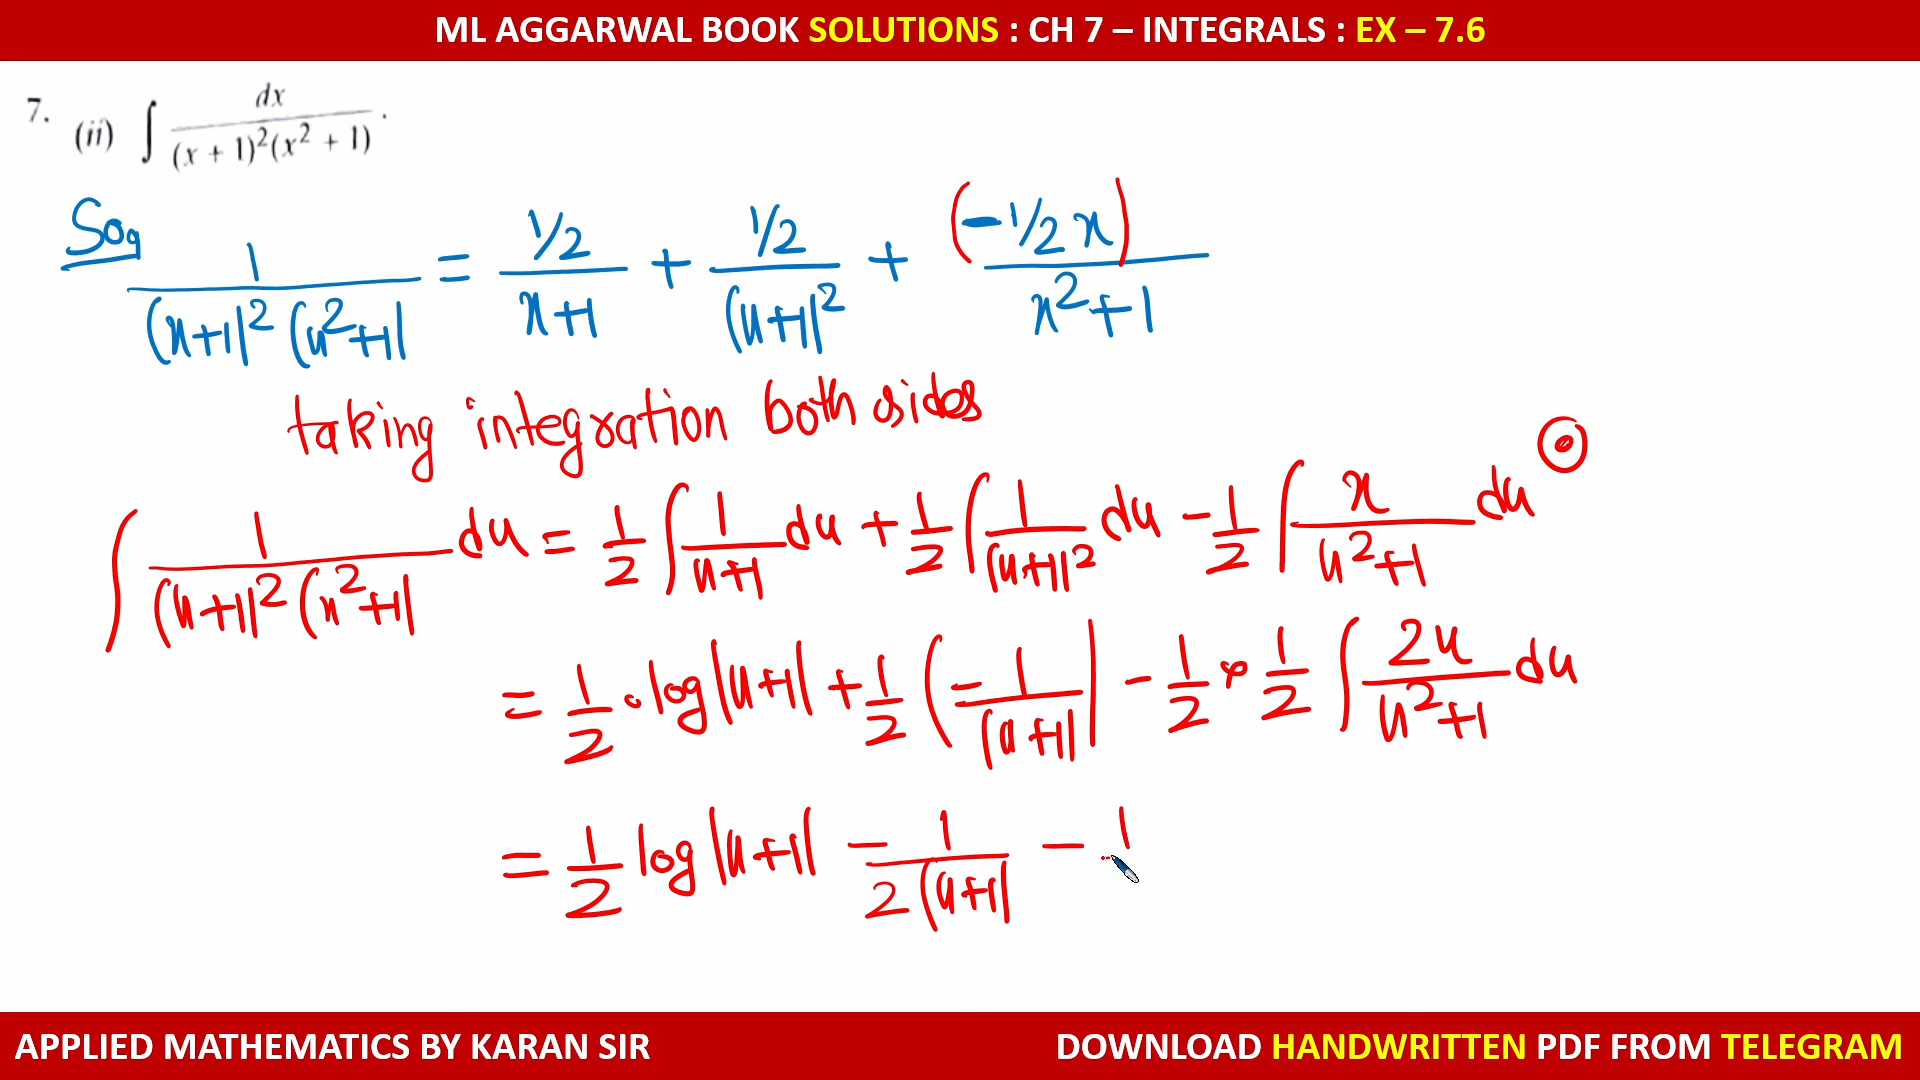 ML AGGARWAL BOOK SOLUTIONS : CH 7 – INTEGRALS : EX – 7.6
7. (ii) ∫ dx / (x + 1)²(x² + 1) .
Sol 1 / (x+1)² (x²+1) = 1/2 / x+1 + 1/2 / (x+1)² + (-1/2 x) / x²+1
taking integration both sides
∫ 1 / (x+1)² (x²+1) dx = 1/2 ∫ 1 / x+1 dx + 1/2 ∫ 1 / (x+1)² dx - 1/2 ∫ x / x²+1 dx
= 1/2 . log|x+1| + 1/2 (- 1 / (x+1)) - 1/2 × 1/2 ∫ 2x / x²+1 dx
= 1/2 log|x+1| - 1 / 2(x+1) - 1
APPLIED MATHEMATICS BY KARAN SIR
DOWNLOAD HANDWRITTEN PDF FROM TELEGRAM